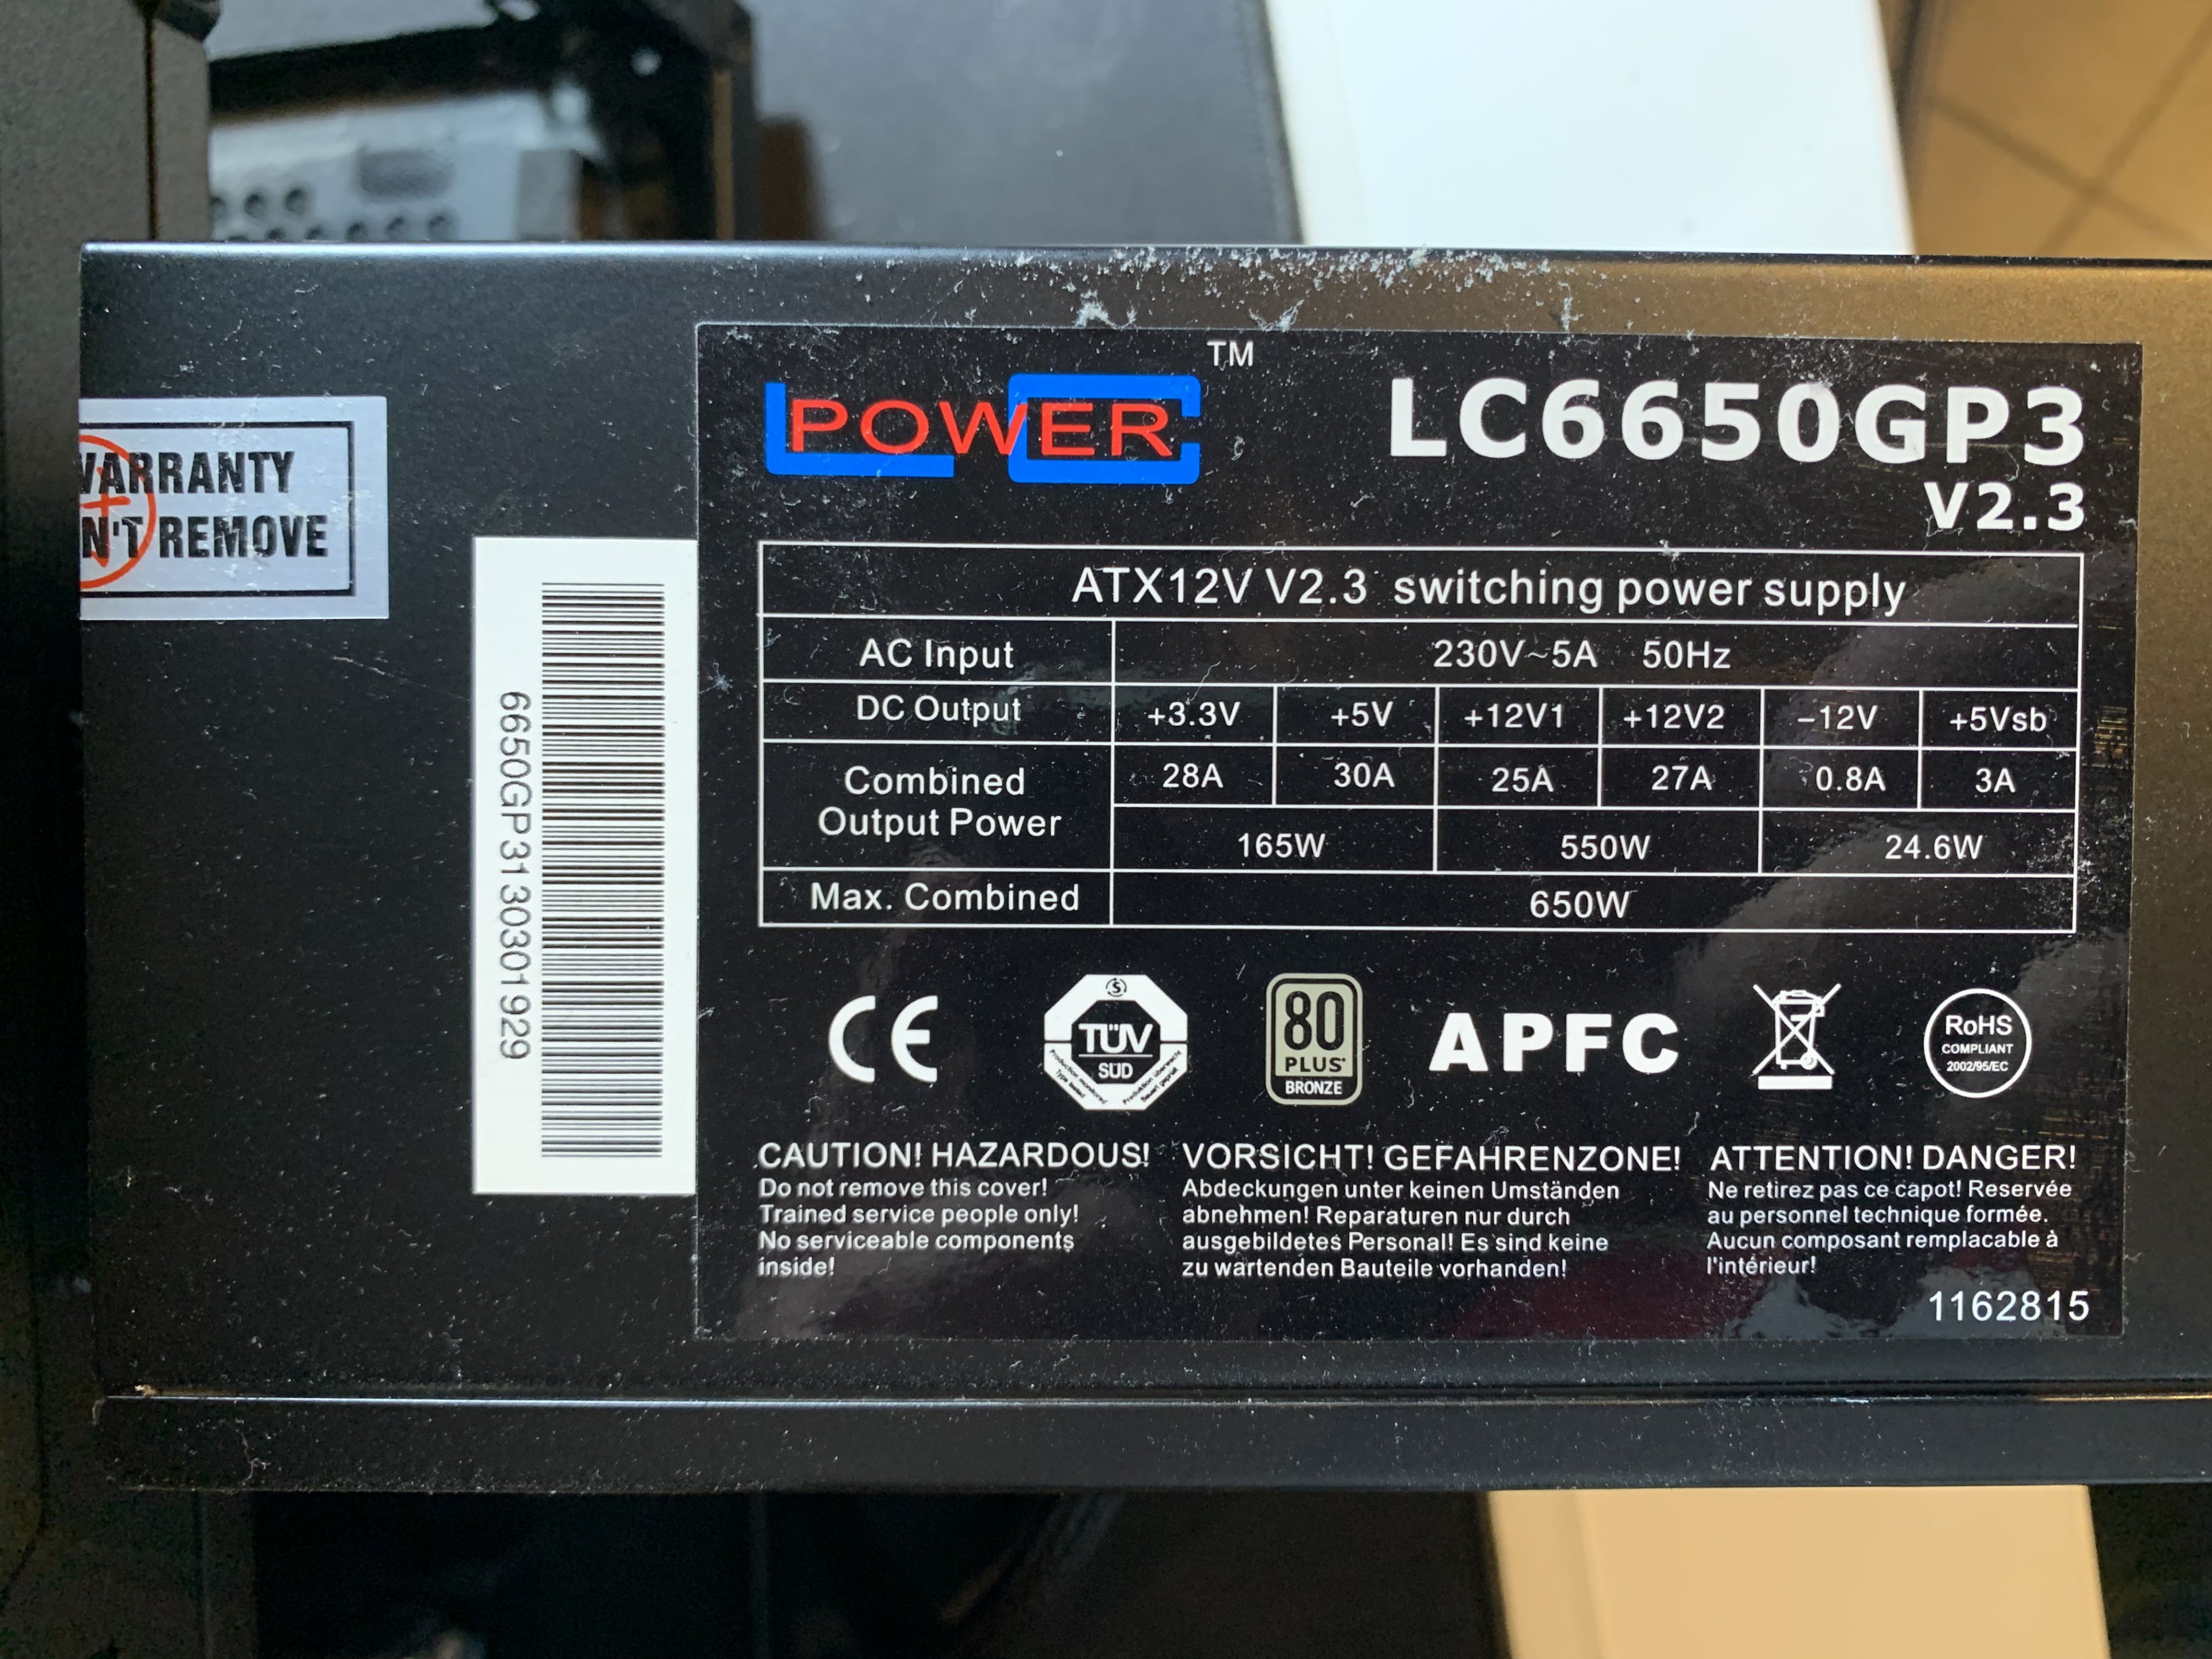 WARRANTY
N'T REMOVE
6650GP3130301929
POWER
TM
LC6650GP3
V2.3
ATX12V V2.3 switching power supply
AC Input 230V~5A 50Hz
DC Output +3.3V +5V +12V1 +12V2 -12V +5Vsb
Combined Output Power 28A 30A 25A 27A 0.8A 3A
165W 550W 24.6W
Max. Combined 650W
CE
TÜV
SÜD
80
PLUS
BRONZE
APFC
RoHS
COMPLIANT
2002/95/EC
CAUTION! HAZARDOUS!
Do not remove this cover!
Trained service people only!
No serviceable components
inside!
VORSICHT! GEFAHRENZONE!
Abdeckungen unter keinen Umständen
abnehmen! Reparaturen nur durch
ausgebildetes Personal! Es sind keine
zu wartenden Bauteile vorhanden!
ATTENTION! DANGER!
Ne retirez pas ce capot! Reservée
au personnel technique formée.
Aucun composant remplacable à
l'intérieur!
1162815